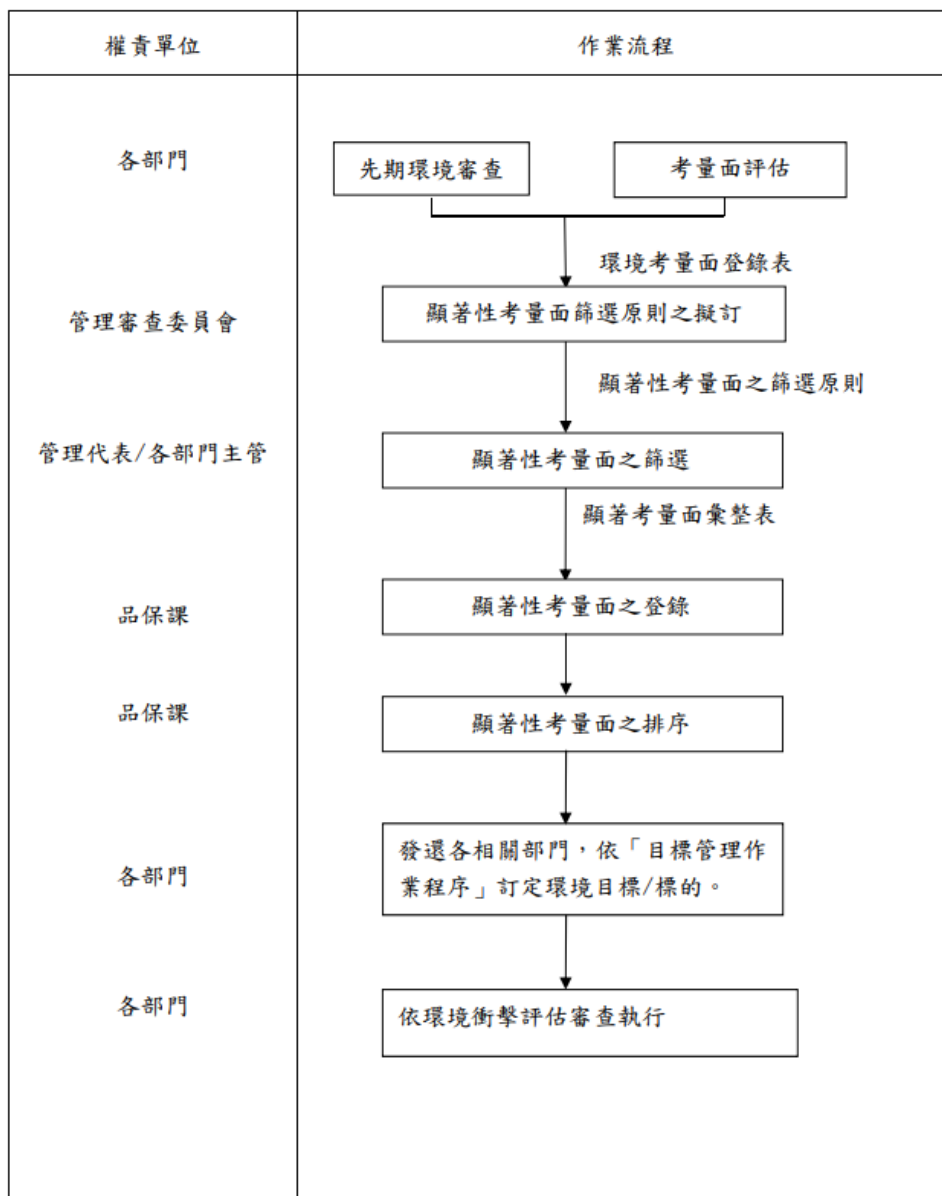 權責單位
作業流程
各部門
先期環境審查
考量面評估
環境考量面登錄表
管理審查委員會
顯著性考量面篩選原則之擬訂
顯著性考量面之篩選原則
管理代表/各部門主管
顯著性考量面之篩選
顯著考量面彙整表
品保課
顯著性考量面之登錄
品保課
顯著性考量面之排序
各部門
發還各相關部門，依「目標管理作
業程序」訂定環境目標/標的。
各部門
依環境衝擊評估審查執行